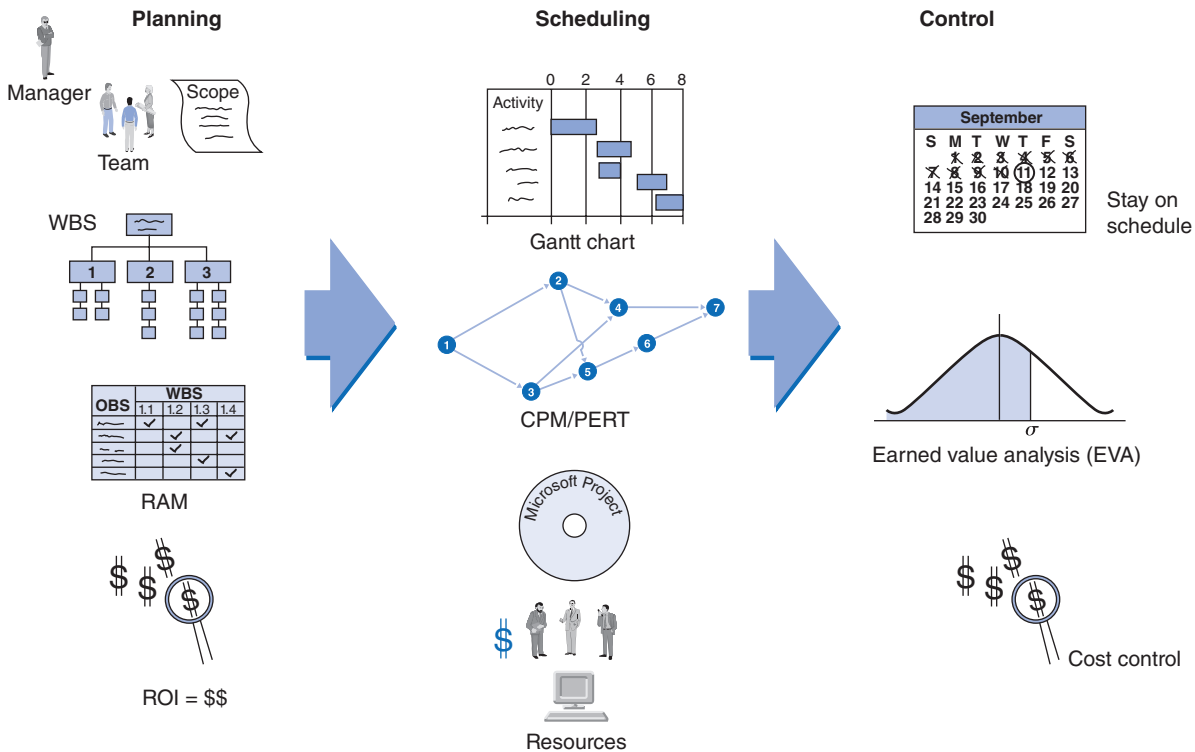 Planning
Manager
Scope
Team
WBS
1 2 3
OBS WBS
1.1 1.2 1.3 1.4
RAM
$ $ $ $
ROI = $$
Scheduling
0 2 4 6 8
Activity
Gantt chart
1 2 3 4 5 6 7
CPM/PERT
Microsoft Project
$
Resources
Control
September
S M T W T F S
1 2 3 4 5 6
7 8 9 10 11 12 13
14 15 16 17 18 19 20
21 22 23 24 25 26 27
28 29 30
Stay on
schedule
σ
Earned value analysis (EVA)
$ $ $ $
Cost control